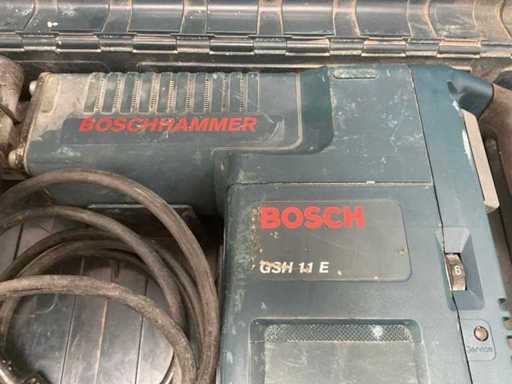 BOSCHHAMMER
BOSCH
GSH 11 E
6
Service